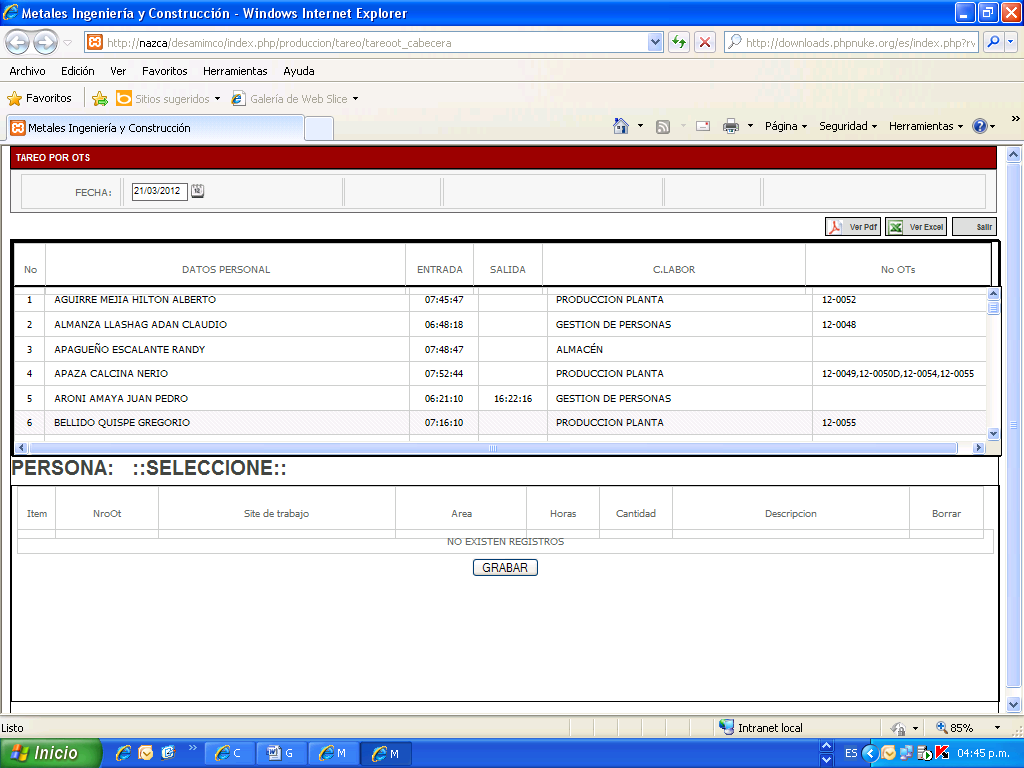 Metales Ingeniería y Construcción - Windows Internet Explorer
http://nazca/desamimco/index.php/produccion/tareo/tareoot_cabecera
http://downloads.phpnuke.org/es/index.php?rv
Archivo Edición Ver Favoritos Herramientas Ayuda
Favoritos Sitios sugeridos Galería de Web Slice
Metales Ingeniería y Construcción
Página Seguridad Herramientas »
TAREO POR OTS
FECHA: 21/03/2012
Ver Pdf Ver Excel Salir
No DATOS PERSONAL ENTRADA SALIDA C.LABOR No OTs
1 AGUIRRE MEJIA HILTON ALBERTO 07:45:47 PRODUCCION PLANTA 12-0052
2 ALMANZA LLASHAG ADAN CLAUDIO 06:48:18 GESTION DE PERSONAS 12-0048
3 APAGUEÑO ESCALANTE RANDY 07:48:47 ALMACÉN
4 APAZA CALCINA NERIO 07:52:44 PRODUCCION PLANTA 12-0049,12-0050D,12-0054,12-0055
5 ARONI AMAYA JUAN PEDRO 06:21:10 16:22:16 GESTION DE PERSONAS
6 BELLIDO QUISPE GREGORIO 07:16:10 PRODUCCION PLANTA 12-0055
PERSONA: ::SELECCIONE::
Item NroOt Site de trabajo Area Horas Cantidad Descripcion Borrar
NO EXISTEN REGISTROS
GRABAR
Listo Intranet local 85%
Inicio » C G M M ES 04:45 p.m.